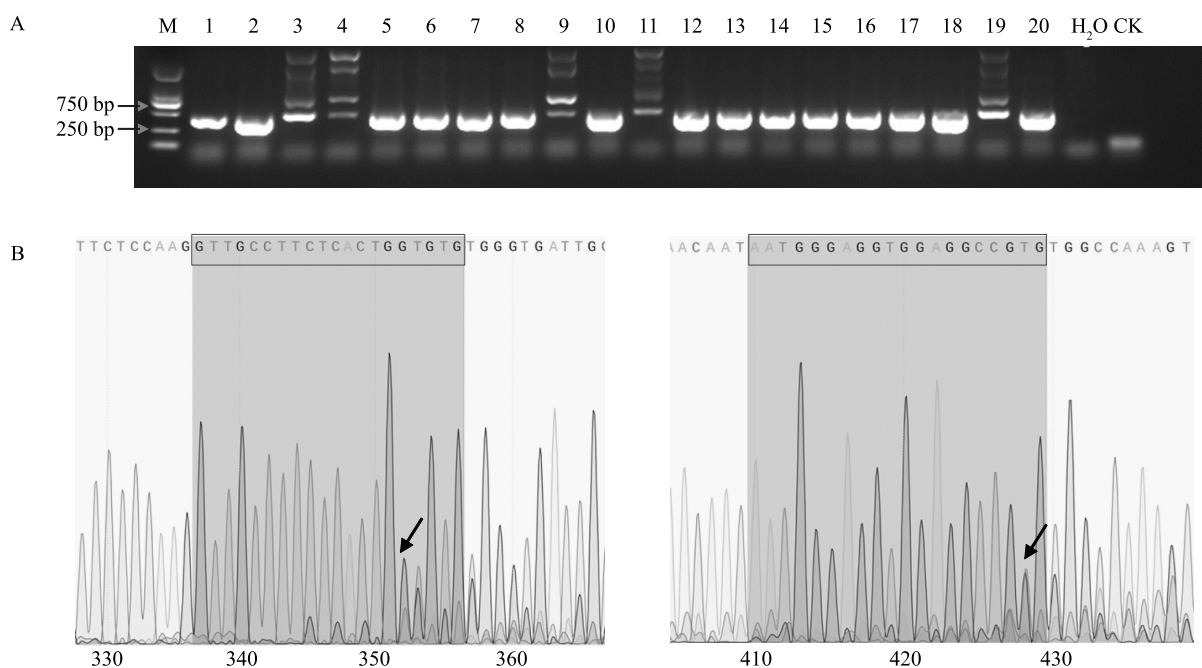 A M 1 2 3 4 5 6 7 8 9 10 11 12 13 14 15 16 17 18 19 20 H₂O CK
750 bp
250 bp
B TTCTCCAAGGTTGCCTTCTCACTGGTGTGTGGGTGATTG AACAATAATGGGAGGTGGAGGCCGTGTGGCCAAAGT
330 340 350 360 410 420 430